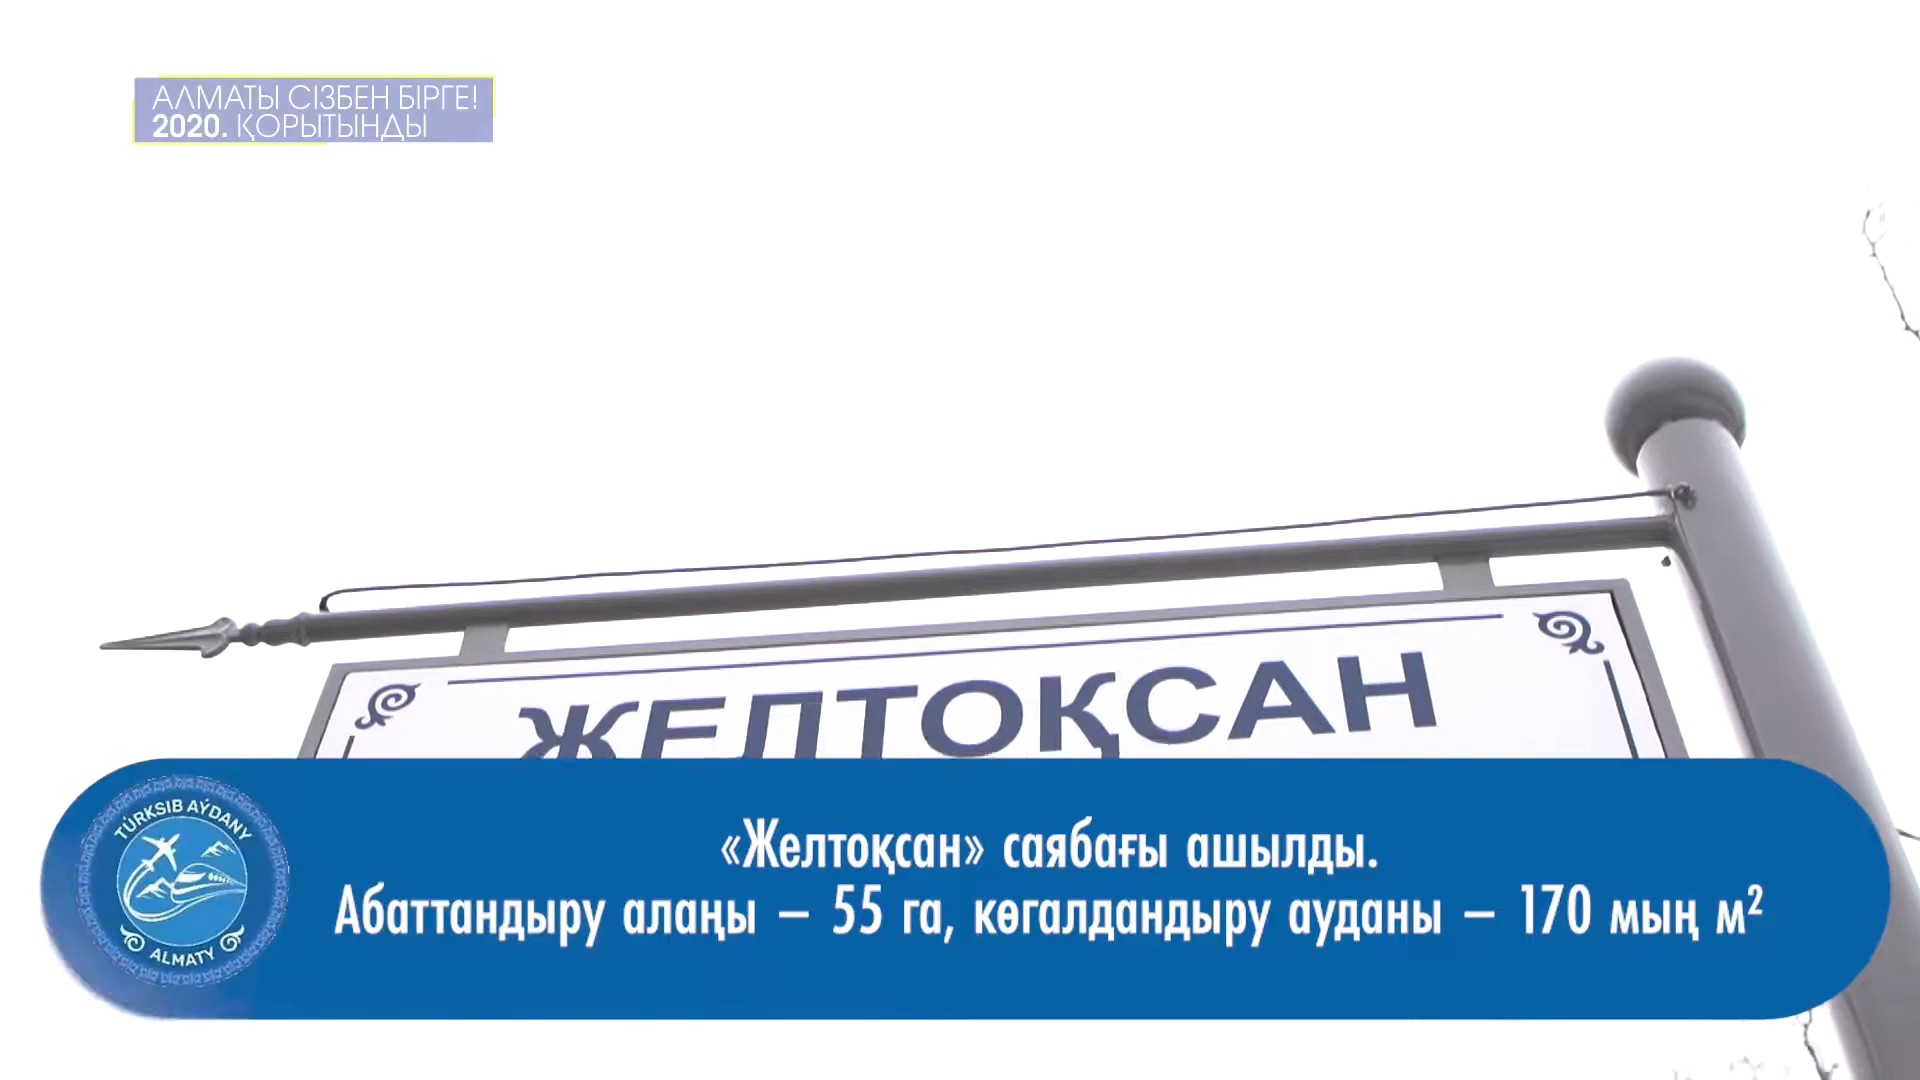 АЛМАТЫ СІЗБЕН БІРГЕ!
2020. ҚОРЫТЫНДЫ
ЖЕЛТОҚСАН
TÚRKSIB AÝDANY
ALMATY
«Желтоқсан» саябағы ашылды.
Абаттандыру алаңы – 55 га, көгалдандыру ауданы – 170 мың м²